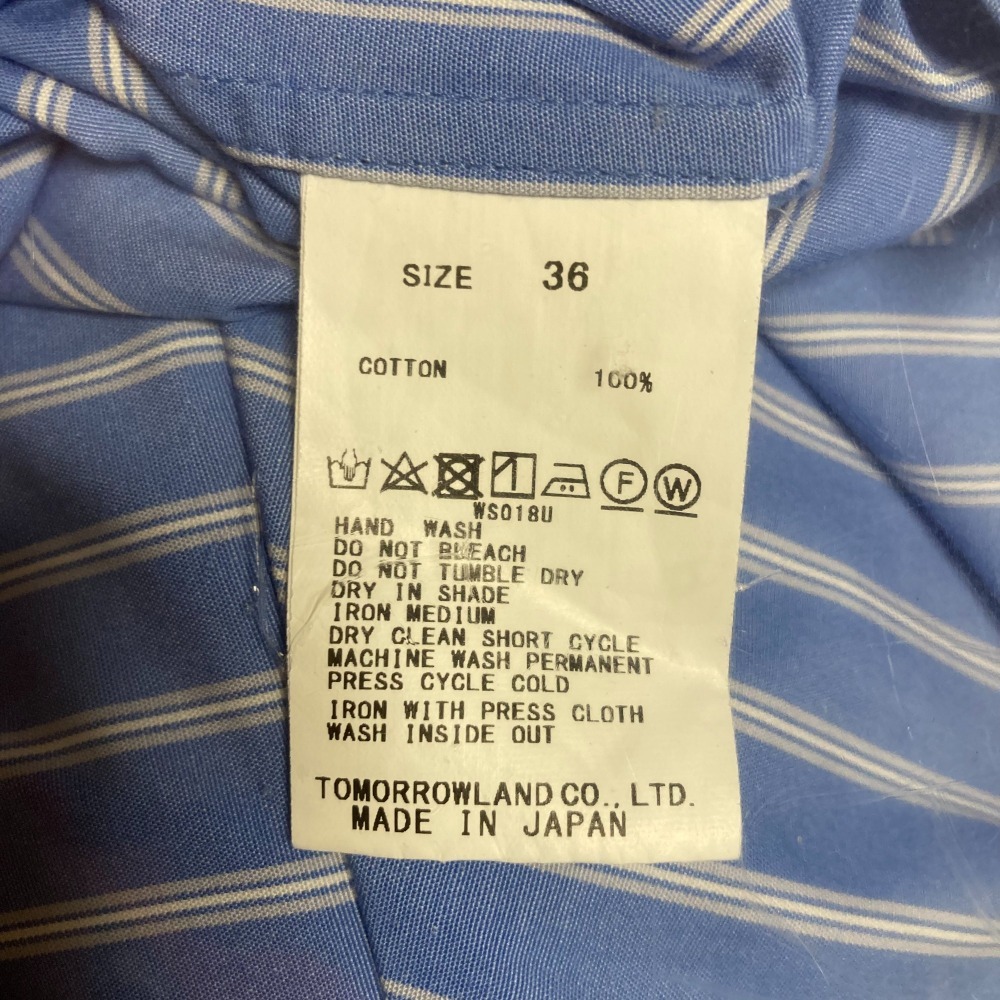 SIZE 36
COTTON 100%
F W
WS018U
HAND WASH
DO NOT BLEACH
DO NOT TUMBLE DRY
DRY IN SHADE
IRON MEDIUM
DRY CLEAN SHORT CYCLE
MACHINE WASH PERMANENT
PRESS CYCLE COLD
IRON WITH PRESS CLOTH
WASH INSIDE OUT
TOMORROWLAND CO., LTD.
MADE IN JAPAN